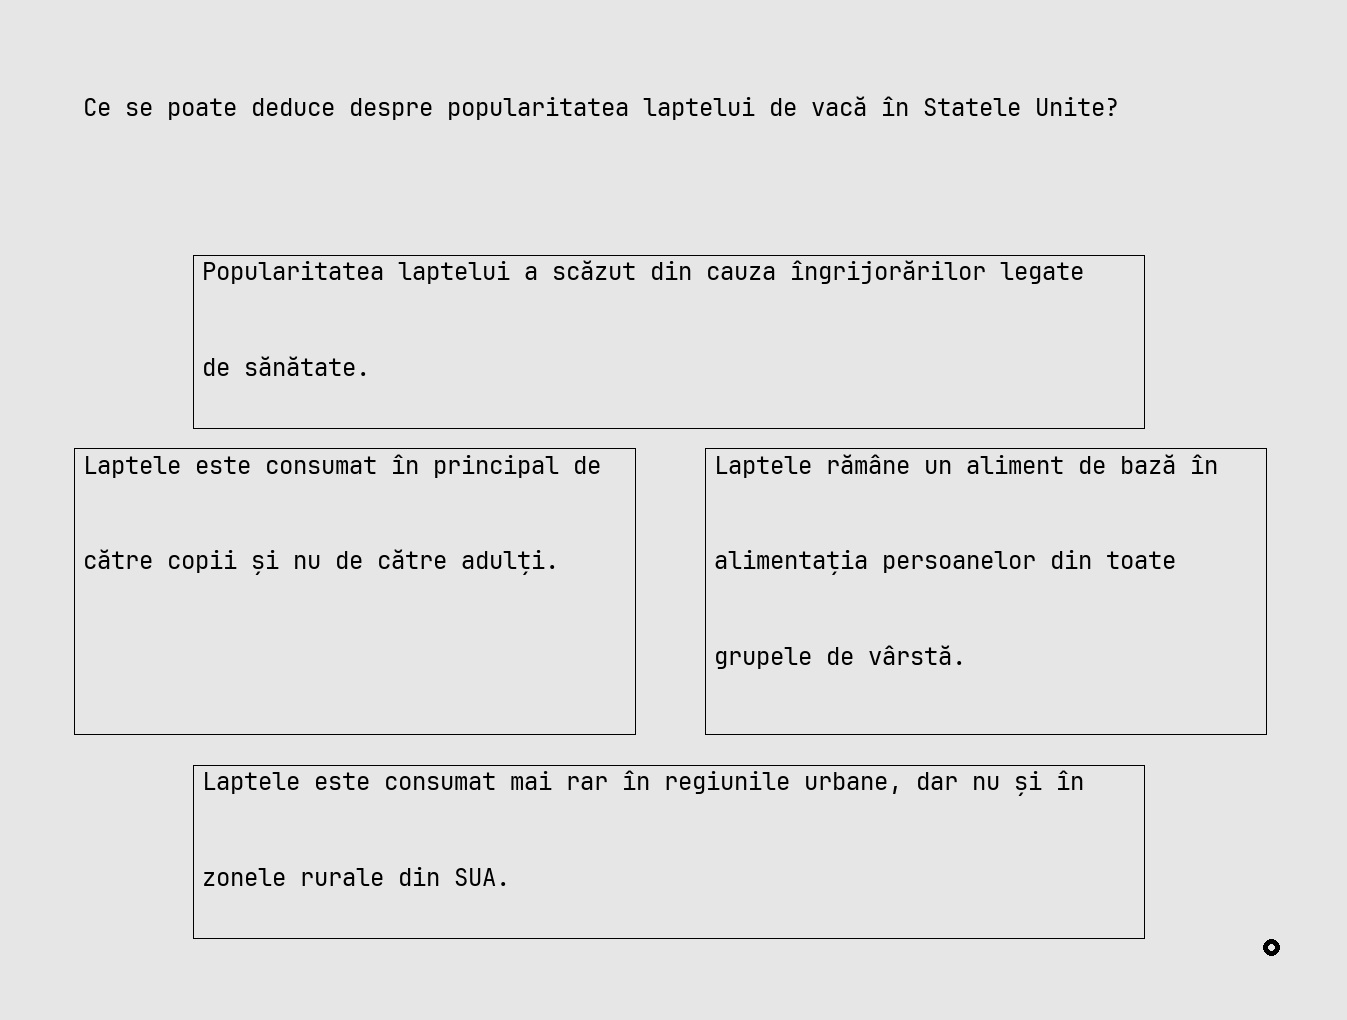 Ce se poate deduce despre popularitatea laptelui de vacă în Statele Unite?
Popularitatea laptelui a scăzut din cauza îngrijorărilor legate
de sănătate.
Laptele este consumat în principal de
către copii și nu de către adulți.
Laptele rămâne un aliment de bază în
alimentația persoanelor din toate
grupele de vârstă.
Laptele este consumat mai rar în regiunile urbane, dar nu și în
zonele rurale din SUA.